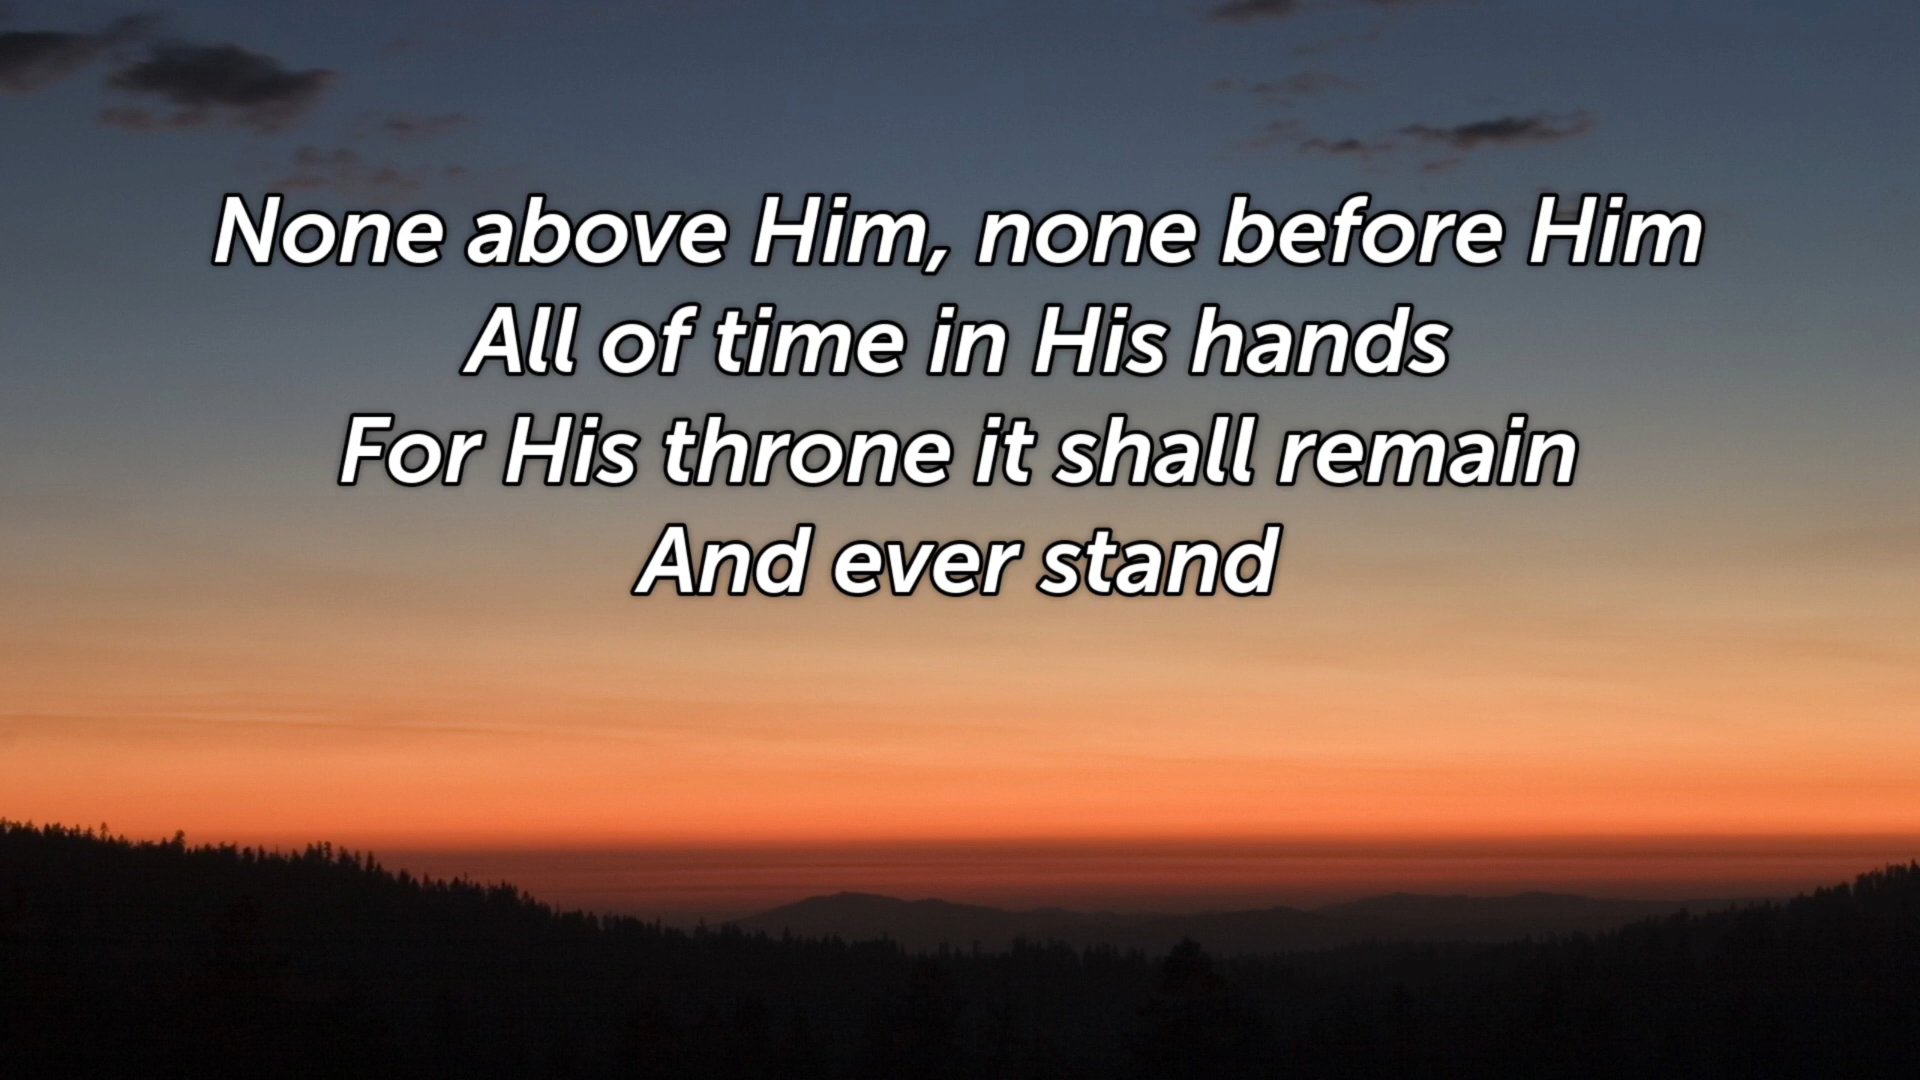 None above Him, none before Him
All of time in His hands
For His throne it shall remain
And ever stand